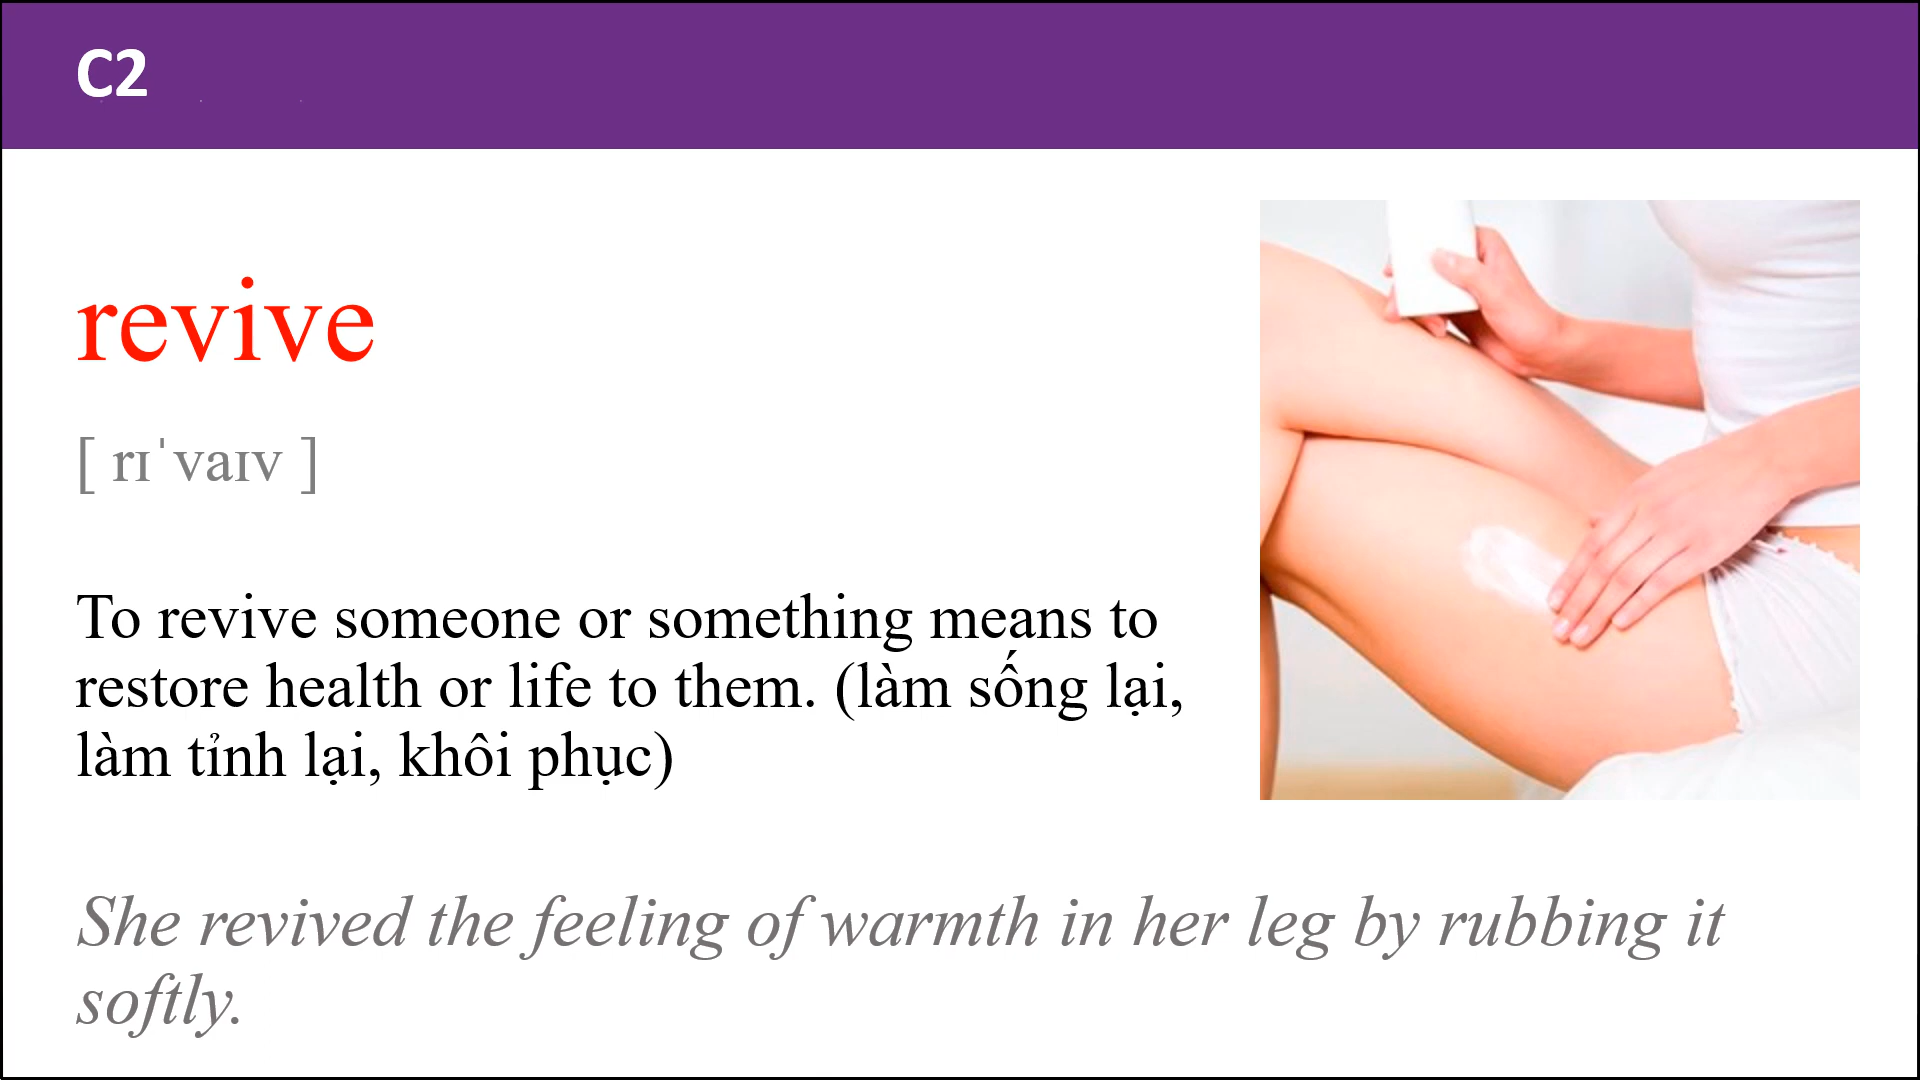 C2
revive
[ rɪˈvaɪv ]
To revive someone or something means to
restore health or life to them. (làm sống lại,
làm tỉnh lại, khôi phục)
She revived the feeling of warmth in her leg by rubbing it
softly.